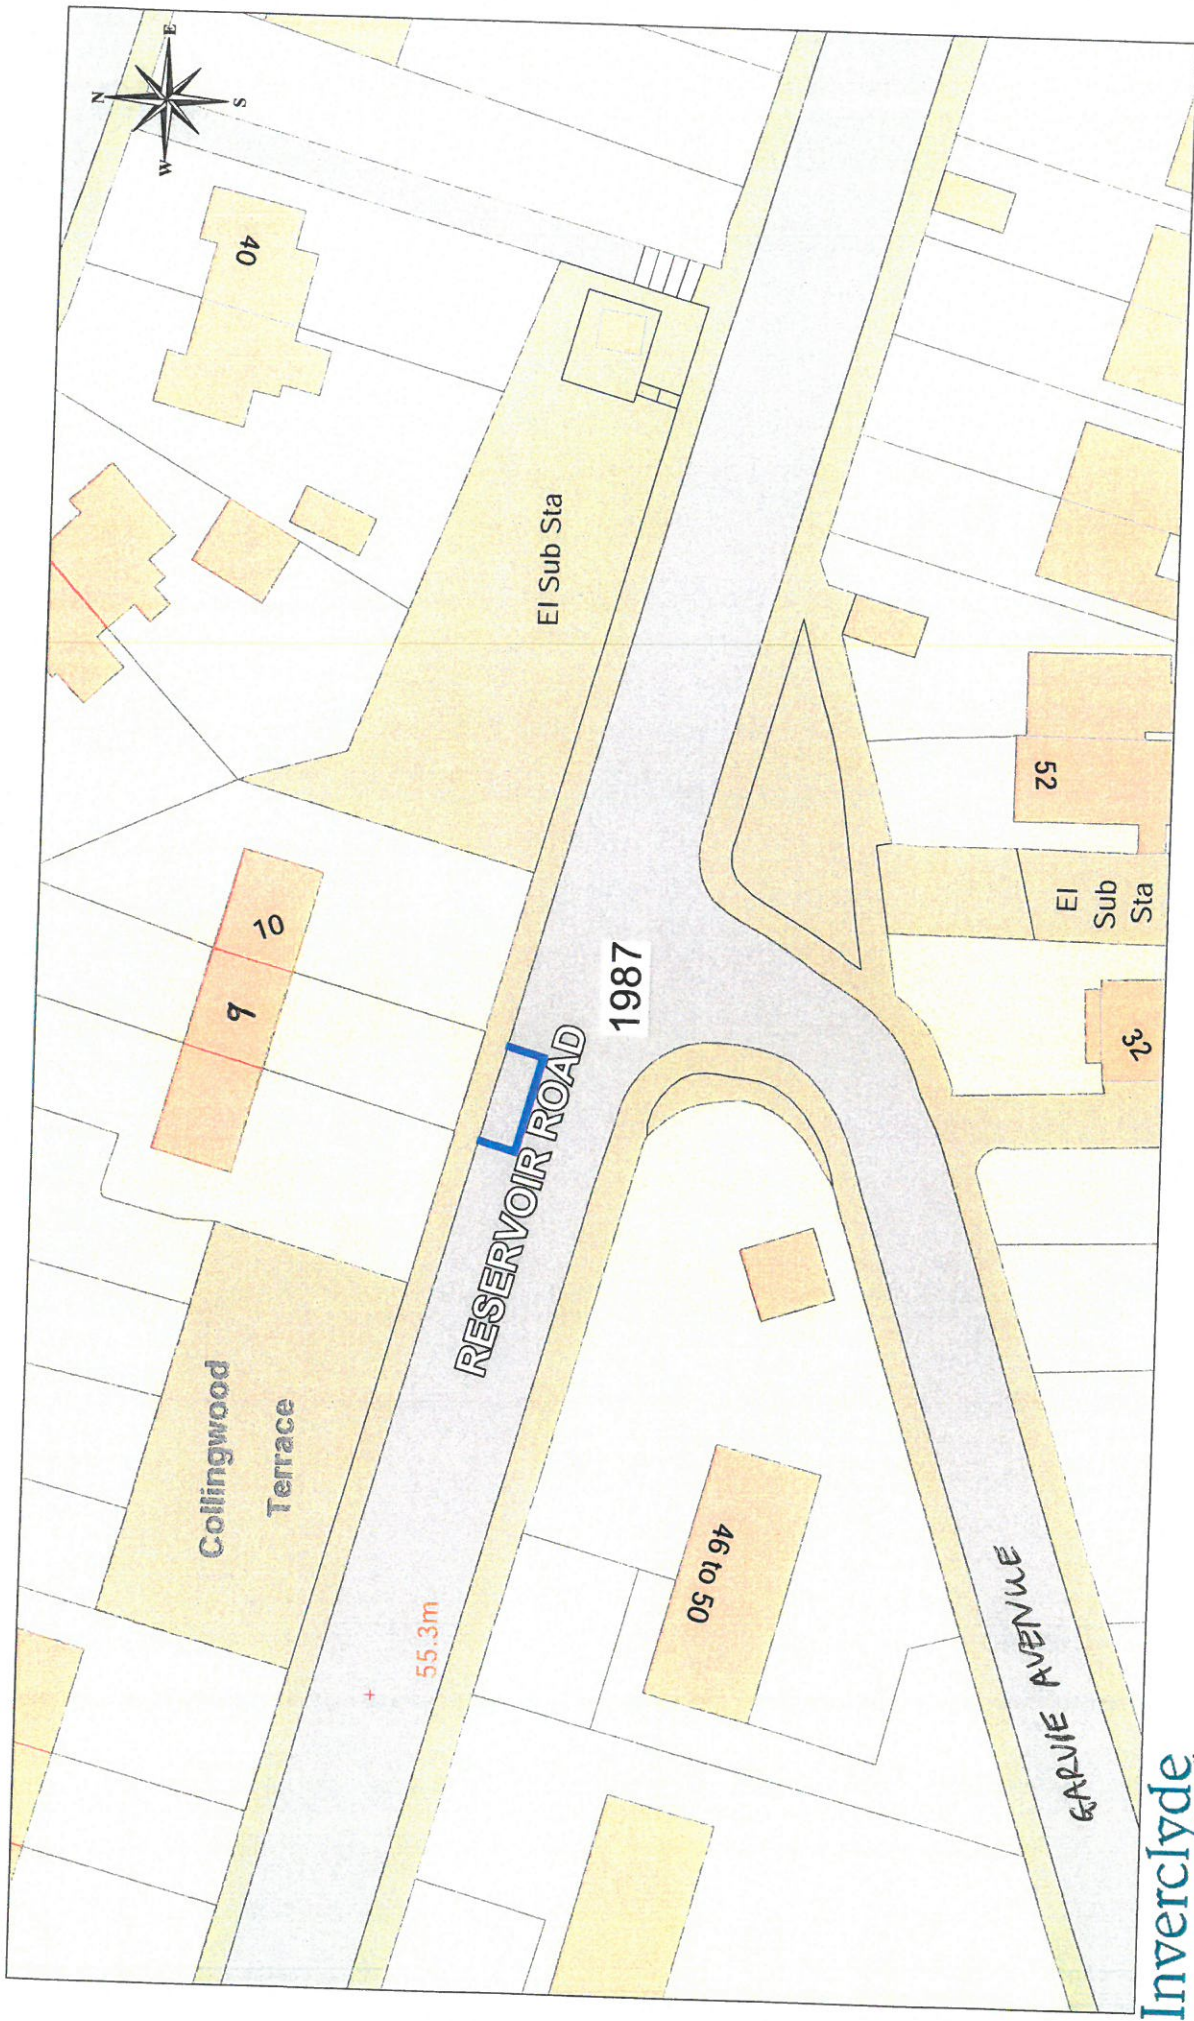 N
E
S
W
40
El Sub Sta
52
El
Sub
Sta
10
9
1987
RESERVOIR ROAD
23
Collingwood
Terrace
46 to 50
55.3m
GARVIE AVENUE
Inverclyde